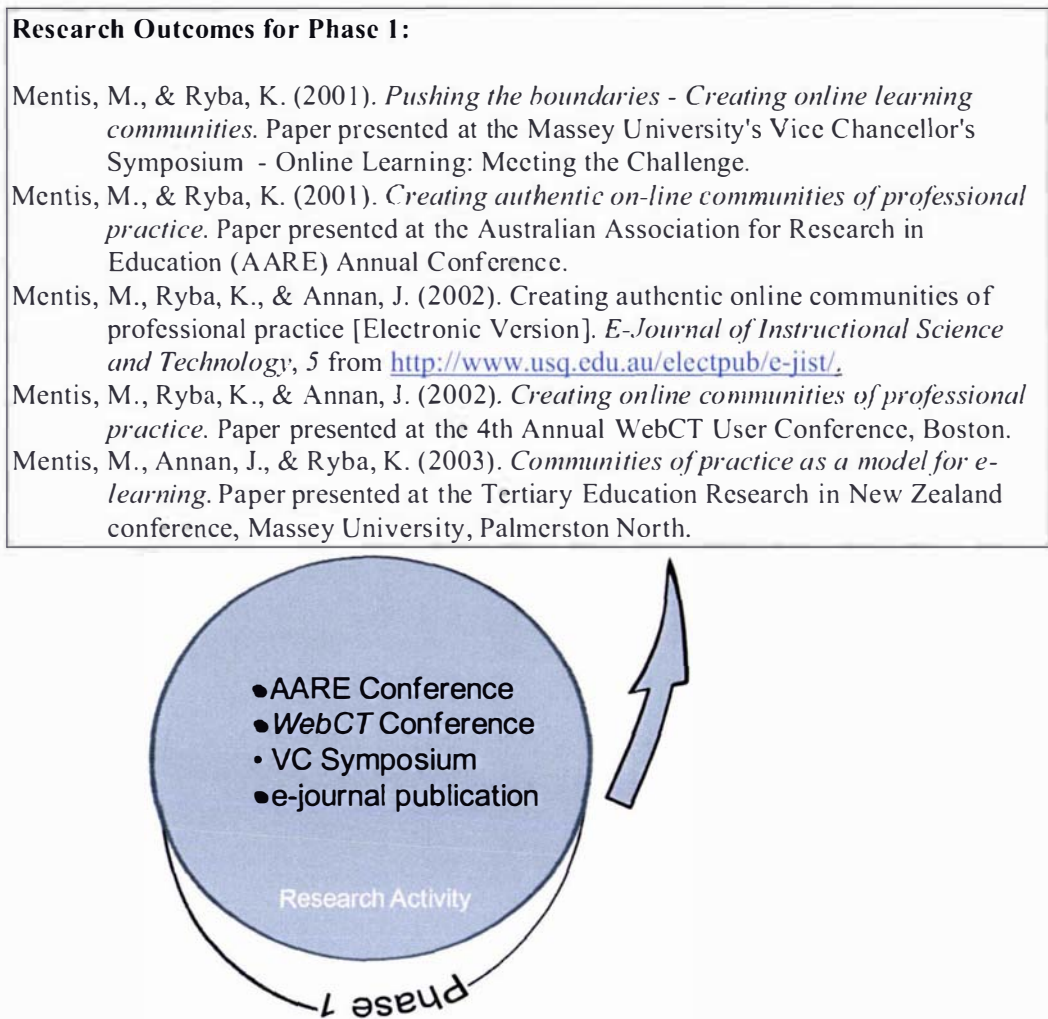 Research Outcomes for Phase 1:
Mentis, M., & Ryba, K. (2001). Pushing the boundaries - Creating online learning
communities. Paper presented at the Massey University's Vice Chancellor's
Symposium - Online Learning: Meeting the Challenge.
Mentis, M., & Ryba, K. (2001). Creating authentic on-line communities of professional
practice. Paper presented at the Australian Association for Research in
Education (AARE) Annual Conference.
Mentis, M., Ryba, K., & Annan, J. (2002). Creating authentic online communities of
professional practice [Electronic Version]. E-Journal of Instructional Science
and Technology, 5 from http://www.usq.edu.au/electpub/e-jist/.
Mentis, M., Ryba, K., & Annan, J. (2002). Creating online communities of professional
practice. Paper presented at the 4th Annual WebCT User Conference, Boston.
Mentis, M., Annan, J., & Ryba, K. (2003). Communities of practice as a model for e-
learning. Paper presented at the Tertiary Education Research in New Zealand
conference, Massey University, Palmerston North.
•AARE Conference
•WebCT Conference
• VC Symposium
•e-journal publication
Research Activity
Phase 1